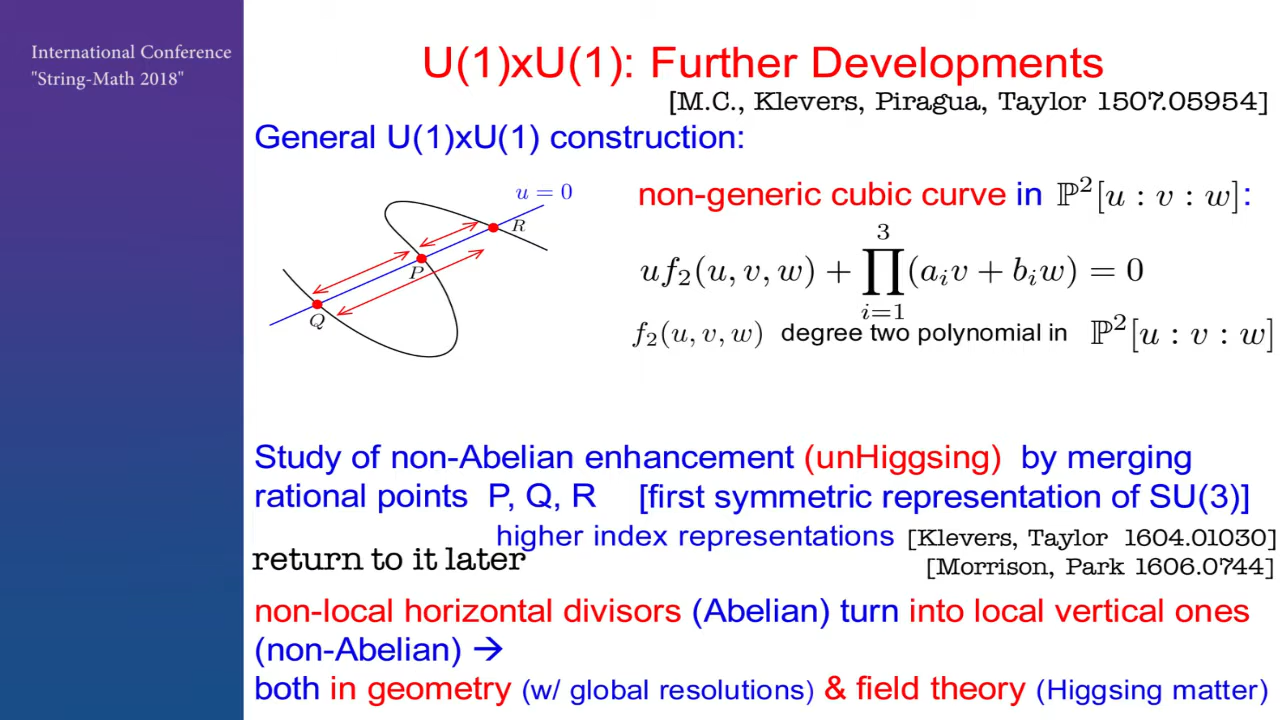 International Conference
"String-Math 2018"
U(1)xU(1): Further Developments
[M.C., Klevers, Piragua, Taylor 1507.05954]
General U(1)xU(1) construction:
u = 0
R
P
Q
non-generic cubic curve in ℙ²[u : v : w]:
uf₂(u, v, w) + ∏³ᵢ₌₁(aᵢv + bᵢw) = 0
f₂(u, v, w) degree two polynomial in ℙ²[u : v : w]
Study of non-Abelian enhancement (unHiggsing) by merging
rational points P, Q, R [first symmetric representation of SU(3)]
higher index representations [Klevers, Taylor 1604.01030]
[Morrison, Park 1606.0744]
return to it later
non-local horizontal divisors (Abelian) turn into local vertical ones
(non-Abelian) →
both in geometry (w/ global resolutions) & field theory (Higgsing matter)